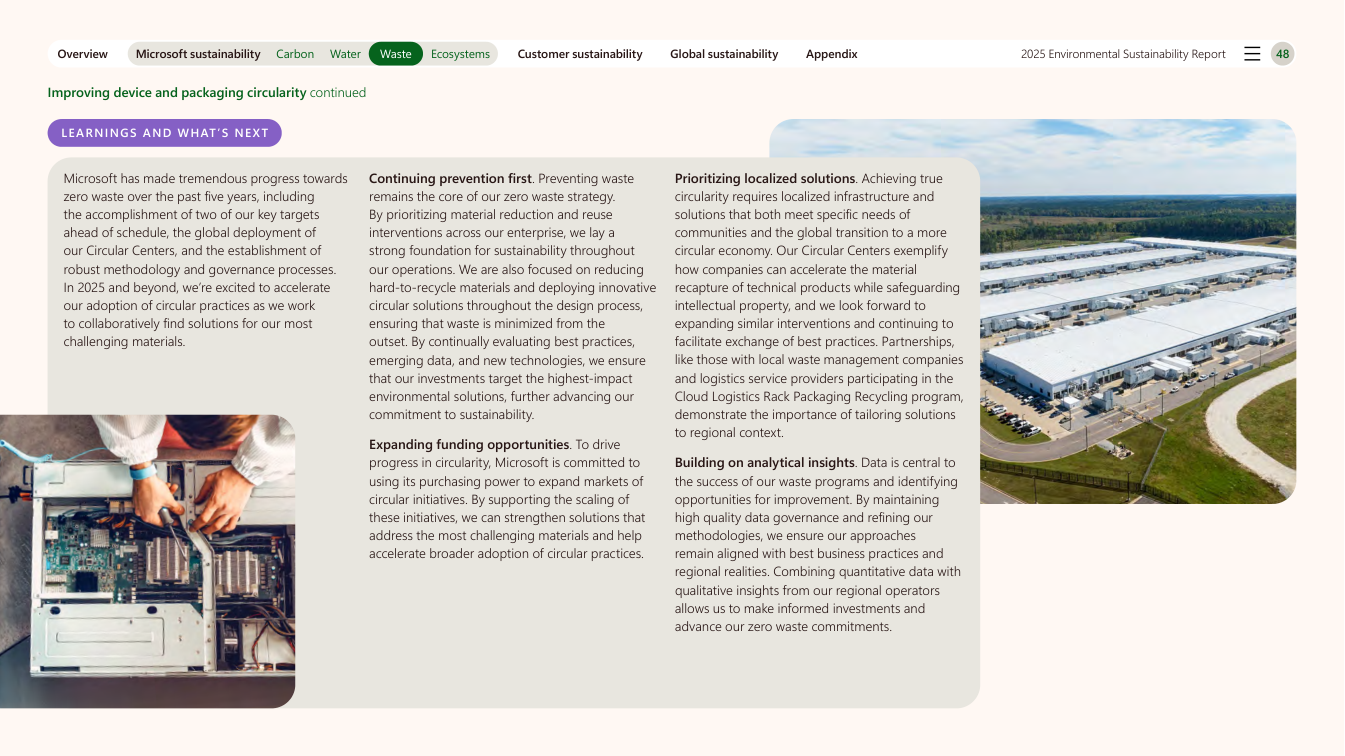 Overview
Microsoft sustainability
Carbon
Water
Waste
Ecosystems
Customer sustainability
Global sustainability
Appendix
2025 Environmental Sustainability Report
48
Improving device and packaging circularity continued
LEARNINGS AND WHAT’S NEXT
Microsoft has made tremendous progress towards
zero waste over the past five years, including
the accomplishment of two of our key targets
ahead of schedule, the global deployment of
our Circular Centers, and the establishment of
robust methodology and governance processes.
In 2025 and beyond, we’re excited to accelerate
our adoption of circular practices as we work
to collaboratively find solutions for our most
challenging materials.
Continuing prevention first. Preventing waste
remains the core of our zero waste strategy.
By prioritizing material reduction and reuse
interventions across our enterprise, we lay a
strong foundation for sustainability throughout
our operations. We are also focused on reducing
hard-to-recycle materials and deploying innovative
circular solutions throughout the design process,
ensuring that waste is minimized from the
outset. By continually evaluating best practices,
emerging data, and new technologies, we ensure
that our investments target the highest-impact
environmental solutions, further advancing our
commitment to sustainability.
Expanding funding opportunities. To drive
progress in circularity, Microsoft is committed to
using its purchasing power to expand markets of
circular initiatives. By supporting the scaling of
these initiatives, we can strengthen solutions that
address the most challenging materials and help
accelerate broader adoption of circular practices.
Prioritizing localized solutions. Achieving true
circularity requires localized infrastructure and
solutions that both meet specific needs of
communities and the global transition to a more
circular economy. Our Circular Centers exemplify
how companies can accelerate the material
recapture of technical products while safeguarding
intellectual property, and we look forward to
expanding similar interventions and continuing to
facilitate exchange of best practices. Partnerships,
like those with local waste management companies
and logistics service providers participating in the
Cloud Logistics Rack Packaging Recycling program,
demonstrate the importance of tailoring solutions
to regional context.
Building on analytical insights. Data is central to
the success of our waste programs and identifying
opportunities for improvement. By maintaining
high quality data governance and refining our
methodologies, we ensure our approaches
remain aligned with best business practices and
regional realities. Combining quantitative data with
qualitative insights from our regional operators
allows us to make informed investments and
advance our zero waste commitments.